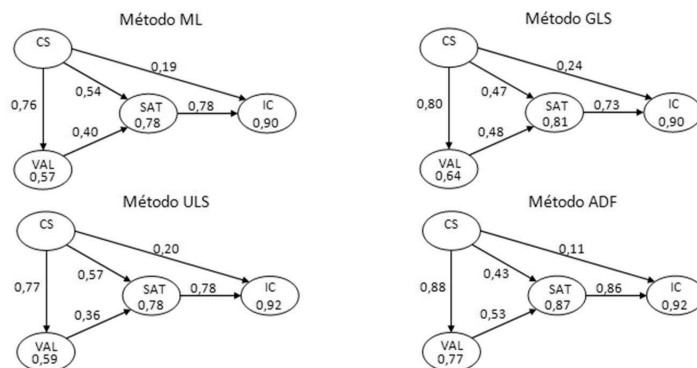 Método ML
CS
0,19
0,54
0,76
SAT
0,78
0,78
IC
0,90
0,40
VAL
0,57
Método GLS
CS
0,24
0,47
0,80
SAT
0,81
0,73
IC
0,90
0,48
VAL
0,64
Método ULS
CS
0,20
0,57
0,77
SAT
0,78
0,78
IC
0,92
0,36
VAL
0,59
Método ADF
CS
0,11
0,43
0,88
SAT
0,87
0,86
IC
0,92
0,53
VAL
0,77